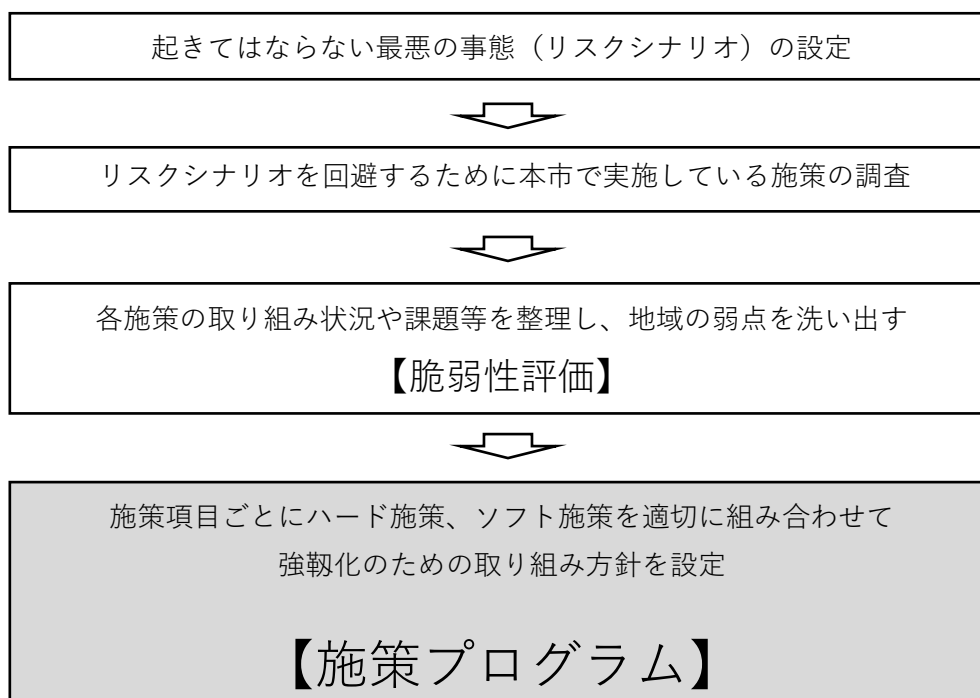 起きてはならない最悪の事態（リスクシナリオ）の設定
リスクシナリオを回避するために本市で実施している施策の調査
各施策の取り組み状況や課題等を整理し、地域の弱点を洗い出す
【脆弱性評価】
施策項目ごとにハード施策、ソフト施策を適切に組み合わせて
強靱化のための取り組み方針を設定
【施策プログラム】